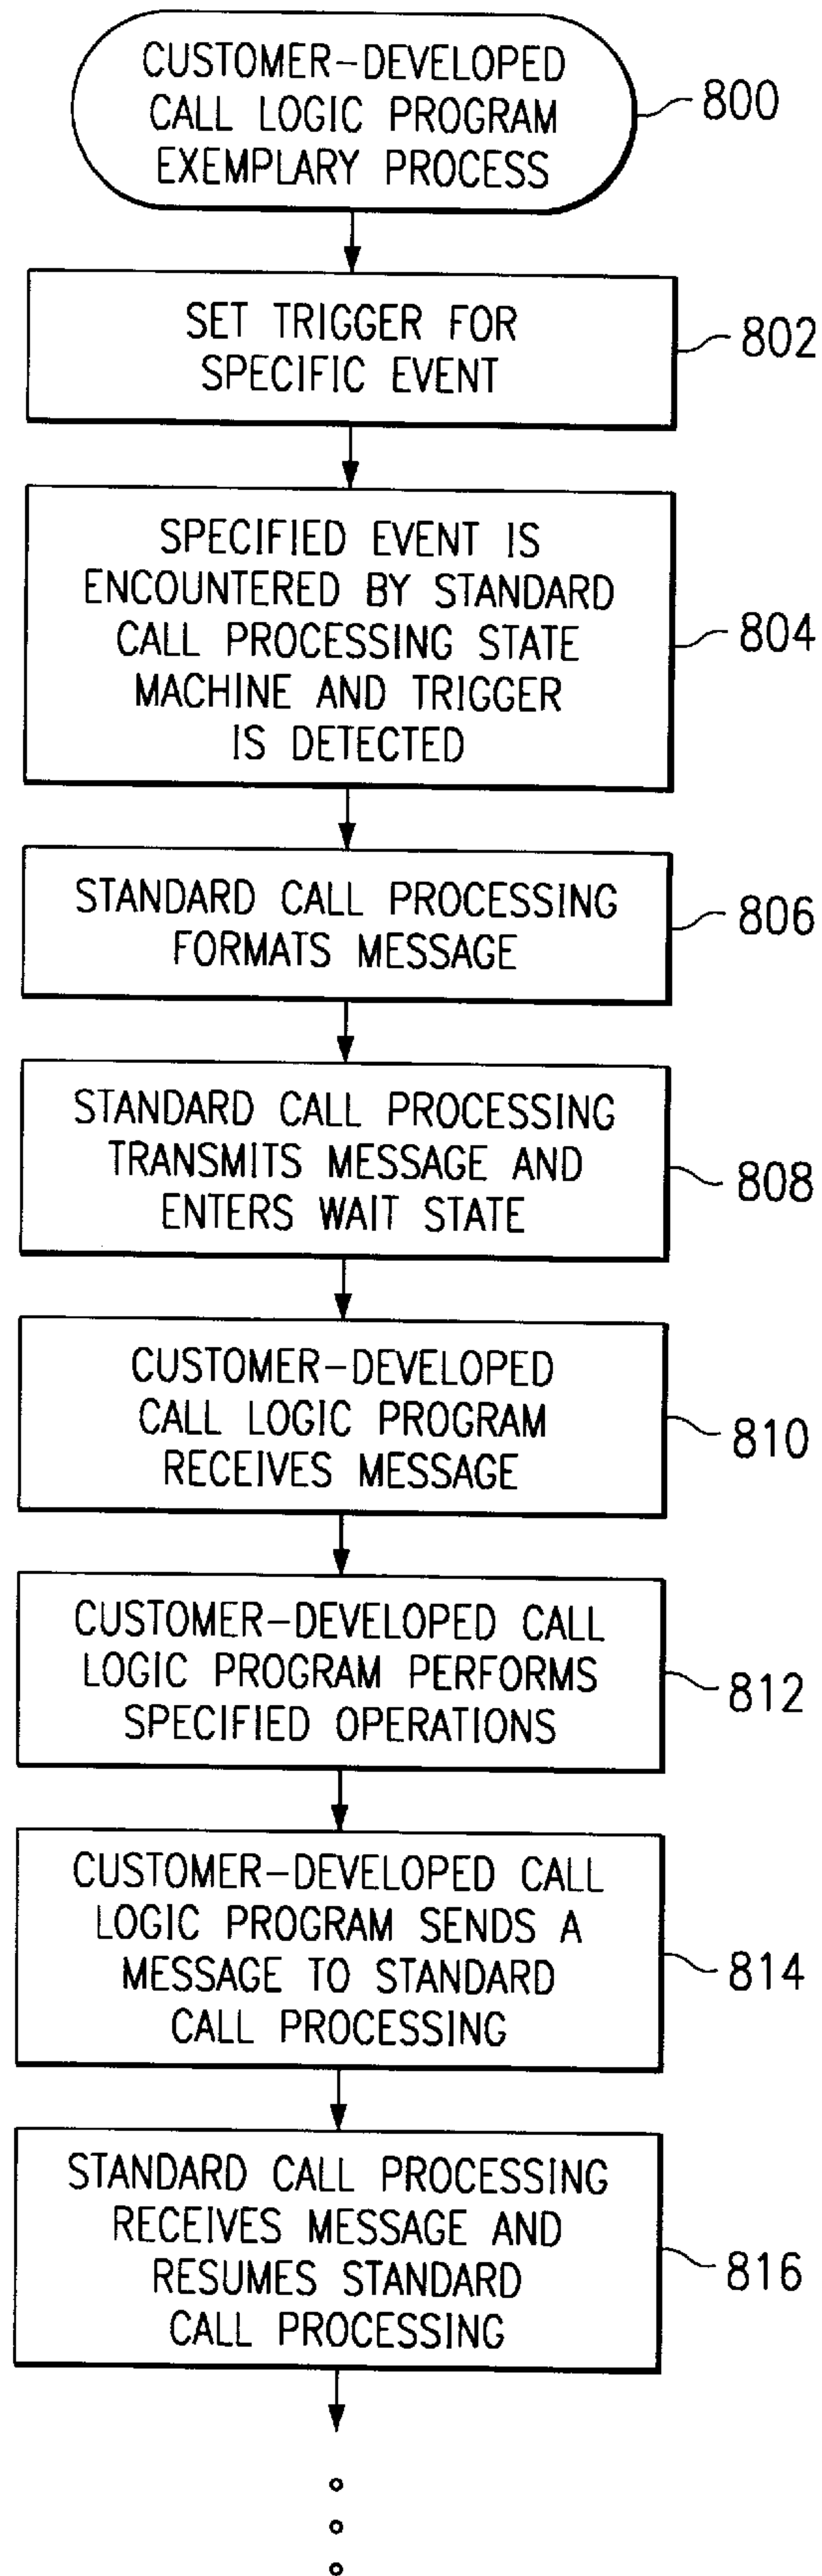 CUSTOMER-DEVELOPED
CALL LOGIC PROGRAM
EXEMPLARY PROCESS
800
SET TRIGGER FOR
SPECIFIC EVENT
802
SPECIFIED EVENT IS
ENCOUNTERED BY STANDARD
CALL PROCESSING STATE
MACHINE AND TRIGGER
IS DETECTED
804
STANDARD CALL PROCESSING
FORMATS MESSAGE
806
STANDARD CALL PROCESSING
TRANSMITS MESSAGE AND
ENTERS WAIT STATE
808
CUSTOMER-DEVELOPED
CALL LOGIC PROGRAM
RECEIVES MESSAGE
810
CUSTOMER-DEVELOPED CALL
LOGIC PROGRAM PERFORMS
SPECIFIED OPERATIONS
812
CUSTOMER-DEVELOPED CALL
LOGIC PROGRAM SENDS A
MESSAGE TO STANDARD
CALL PROCESSING
814
STANDARD CALL PROCESSING
RECEIVES MESSAGE AND
RESUMES STANDARD
CALL PROCESSING
816